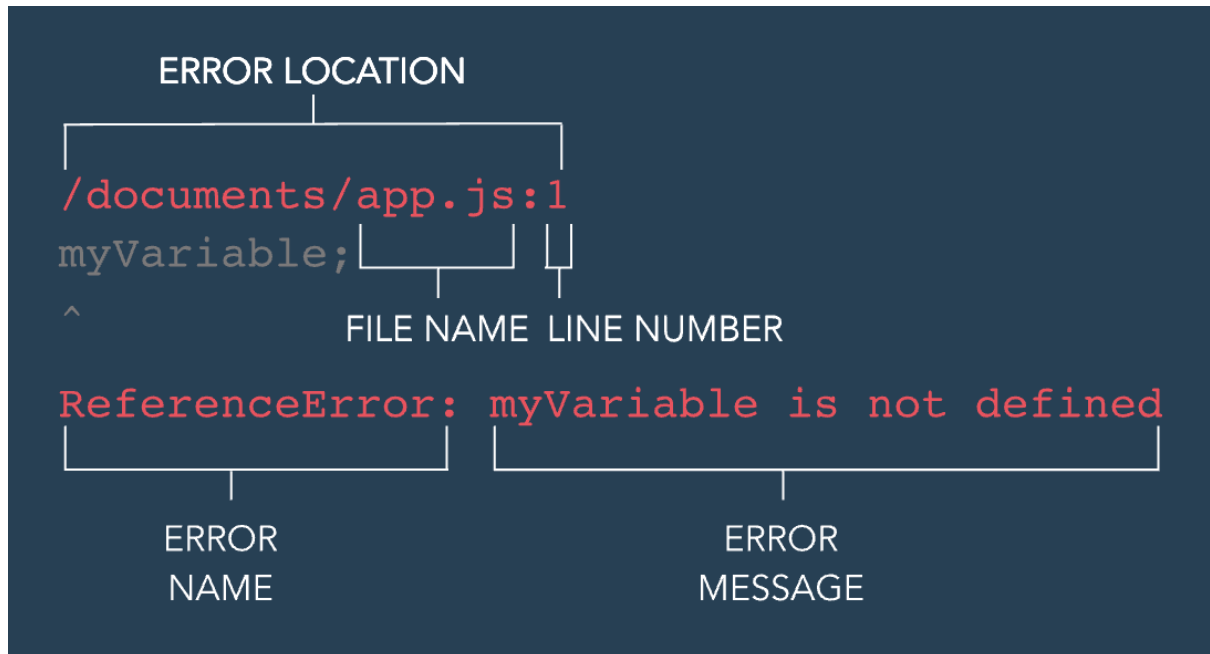 ERROR LOCATION
/documents/app.js:1
myVariable;
^
FILE NAME LINE NUMBER
ReferenceError: myVariable is not defined
ERROR
NAME
ERROR
MESSAGE